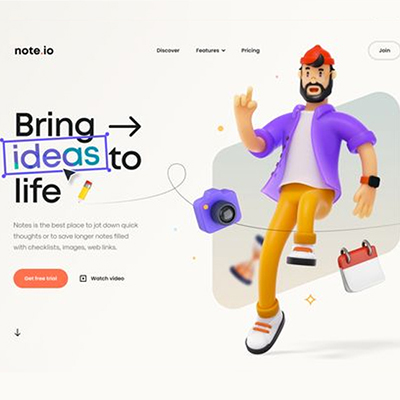 note.io
Discover
Features
Pricing
Join
Bring →
ideas to
life
Notes is the best place to jot down quick
thoughts or to save longer notes filled
with checklists, images, web links.
Get free trial
Watch video